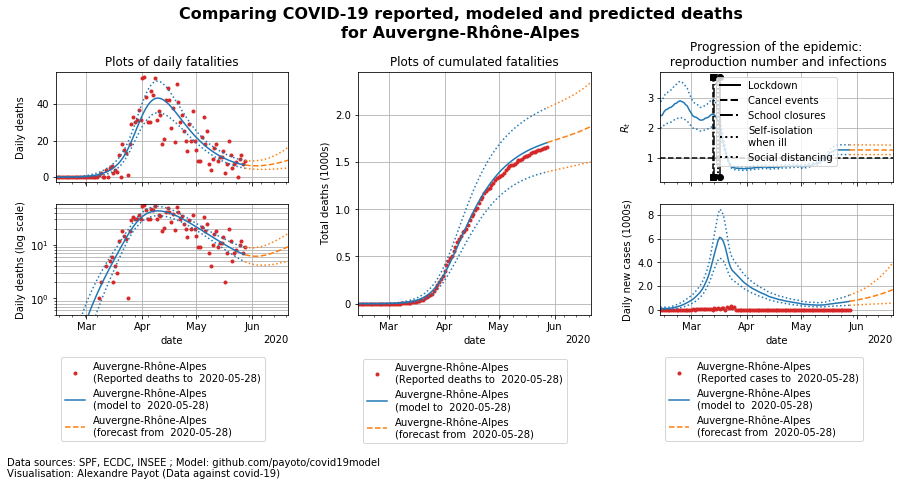 Comparing COVID-19 reported, modeled and predicted deaths
for Auvergne-Rhône-Alpes
Plots of daily fatalities
Daily deaths
40
20
0
Daily deaths (log scale)
10¹
10⁰
Mar
Apr
May
Jun
date
2020
Auvergne-Rhône-Alpes
(Reported deaths to  2020-05-28)
Auvergne-Rhône-Alpes
(model to  2020-05-28)
Auvergne-Rhône-Alpes
(forecast from  2020-05-28)
Plots of cumulated fatalities
Total deaths (1000s)
2.0
1.5
1.0
0.5
0
Mar
Apr
May
Jun
date
2020
Auvergne-Rhône-Alpes
(Reported deaths to  2020-05-28)
Auvergne-Rhône-Alpes
(model to  2020-05-28)
Auvergne-Rhône-Alpes
(forecast from  2020-05-28)
Progression of the epidemic:
reproduction number and infections
Rt
3
2
1
Lockdown
Cancel events
School closures
Self-isolation
when ill
Social distancing
Daily new cases (1000s)
8
6
4.0
2.0
0
Mar
Apr
May
Jun
date
2020
Auvergne-Rhône-Alpes
(Reported cases to  2020-05-28)
Auvergne-Rhône-Alpes
(model to  2020-05-28)
Auvergne-Rhône-Alpes
(forecast from  2020-05-28)
Data sources: SPF, ECDC, INSEE ; Model: github.com/payoto/covid19model
Visualisation: Alexandre Payot (Data against covid-19)